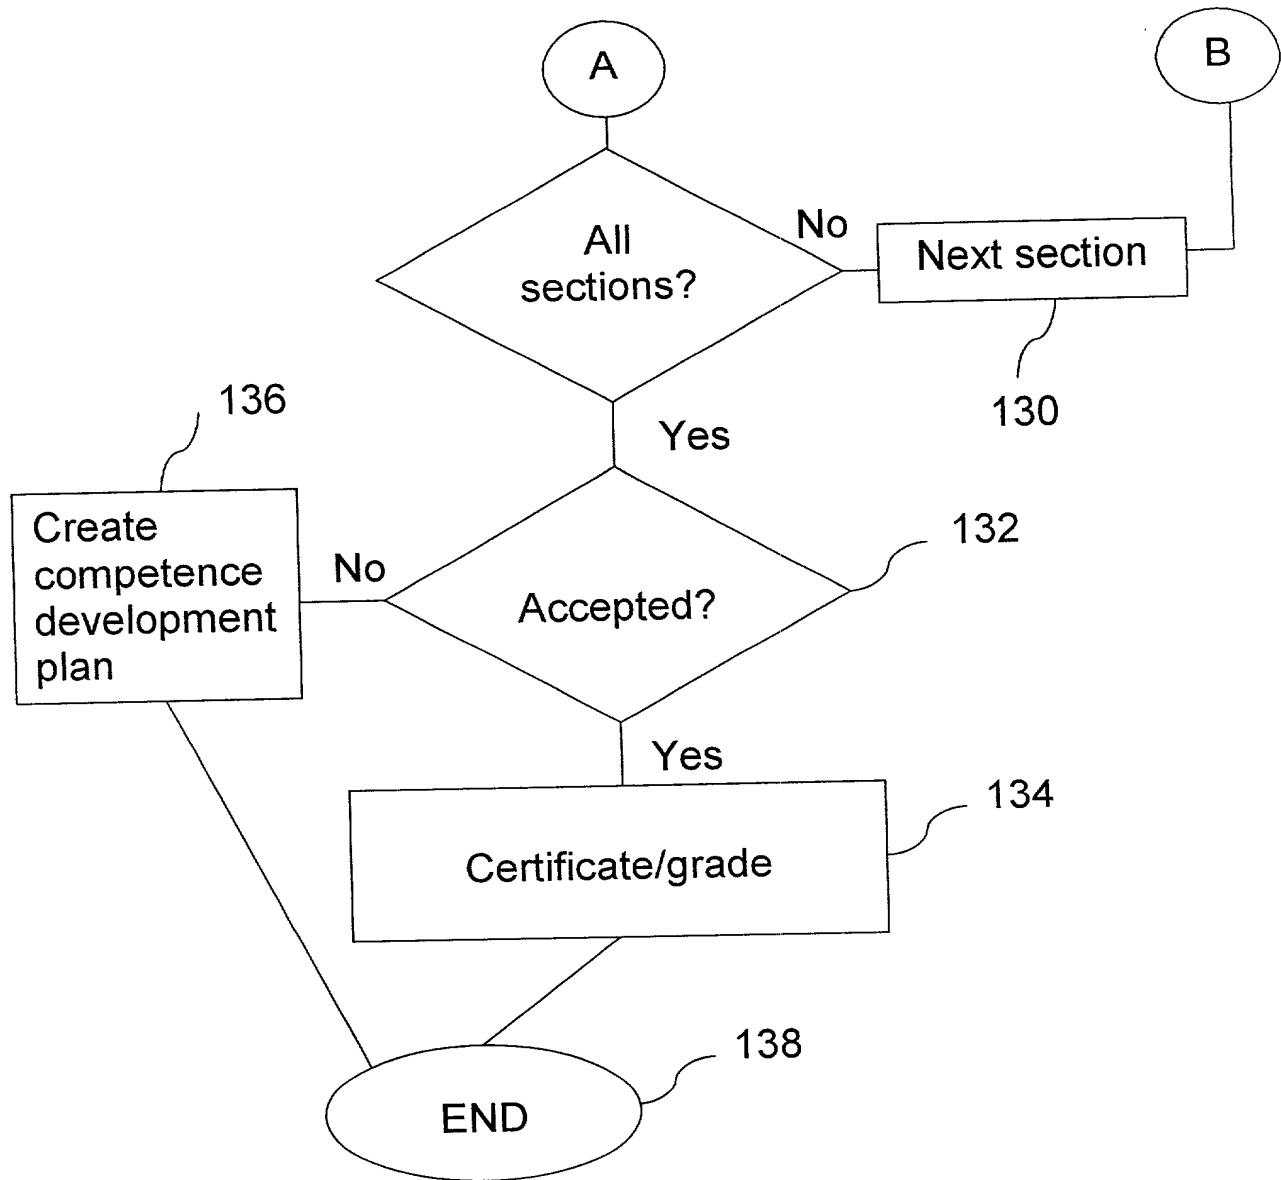 A
B
All
sections?
No
Next section
130
Yes
136
Create
competence
development
plan
No
Accepted?
132
Yes
Certificate/grade
134
END
138